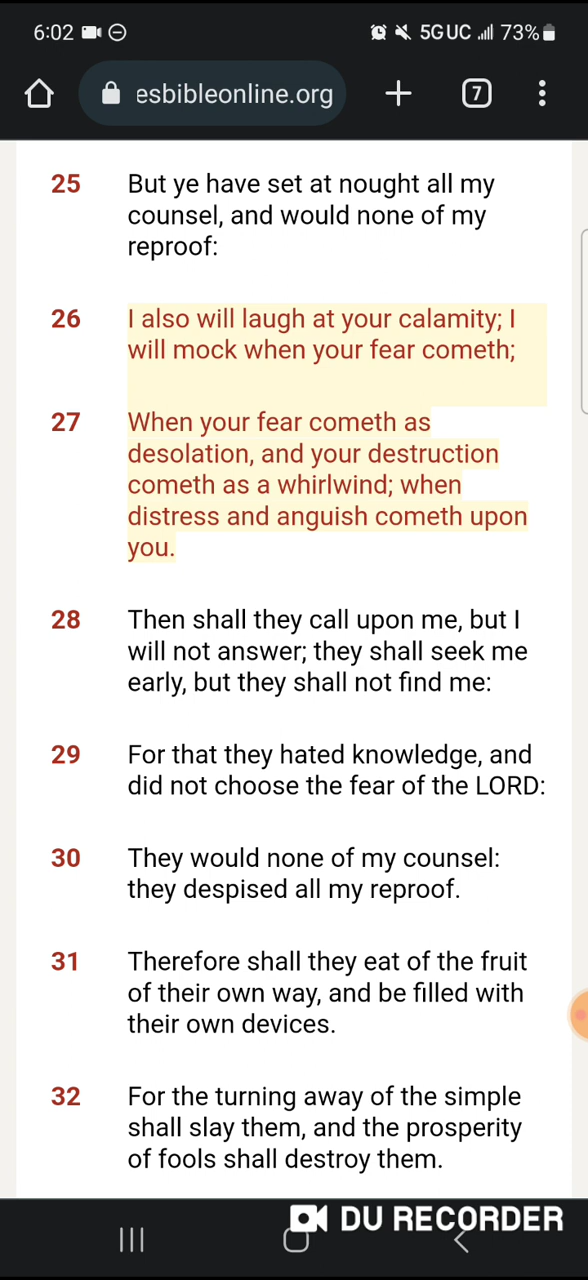 6:02
5G UC 73%
esbibleonline.org
7
25 But ye have set at nought all my
counsel, and would none of my
reproof:
26 I also will laugh at your calamity; I
will mock when your fear cometh;
27 When your fear cometh as
desolation, and your destruction
cometh as a whirlwind; when
distress and anguish cometh upon
you.
28 Then shall they call upon me, but I
will not answer; they shall seek me
early, but they shall not find me:
29 For that they hated knowledge, and
did not choose the fear of the LORD:
30 They would none of my counsel:
they despised all my reproof.
31 Therefore shall they eat of the fruit
of their own way, and be filled with
their own devices.
32 For the turning away of the simple
shall slay them, and the prosperity
of fools shall destroy them.
DU RECORDER